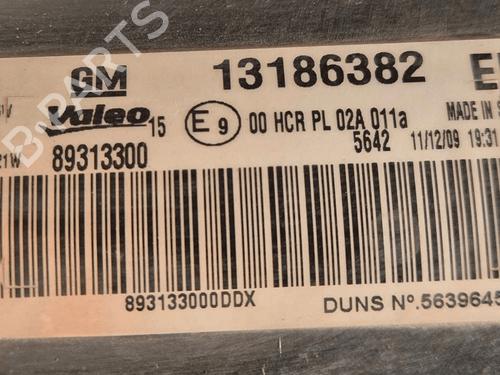 GM 13186382
Valeo 15 E 9 00 HCR PL 02A 011a MADE IN
21W 89313300 5642 11/12/09 19:31
893133000DDX DUNS Nº.5639645
B-PARTS